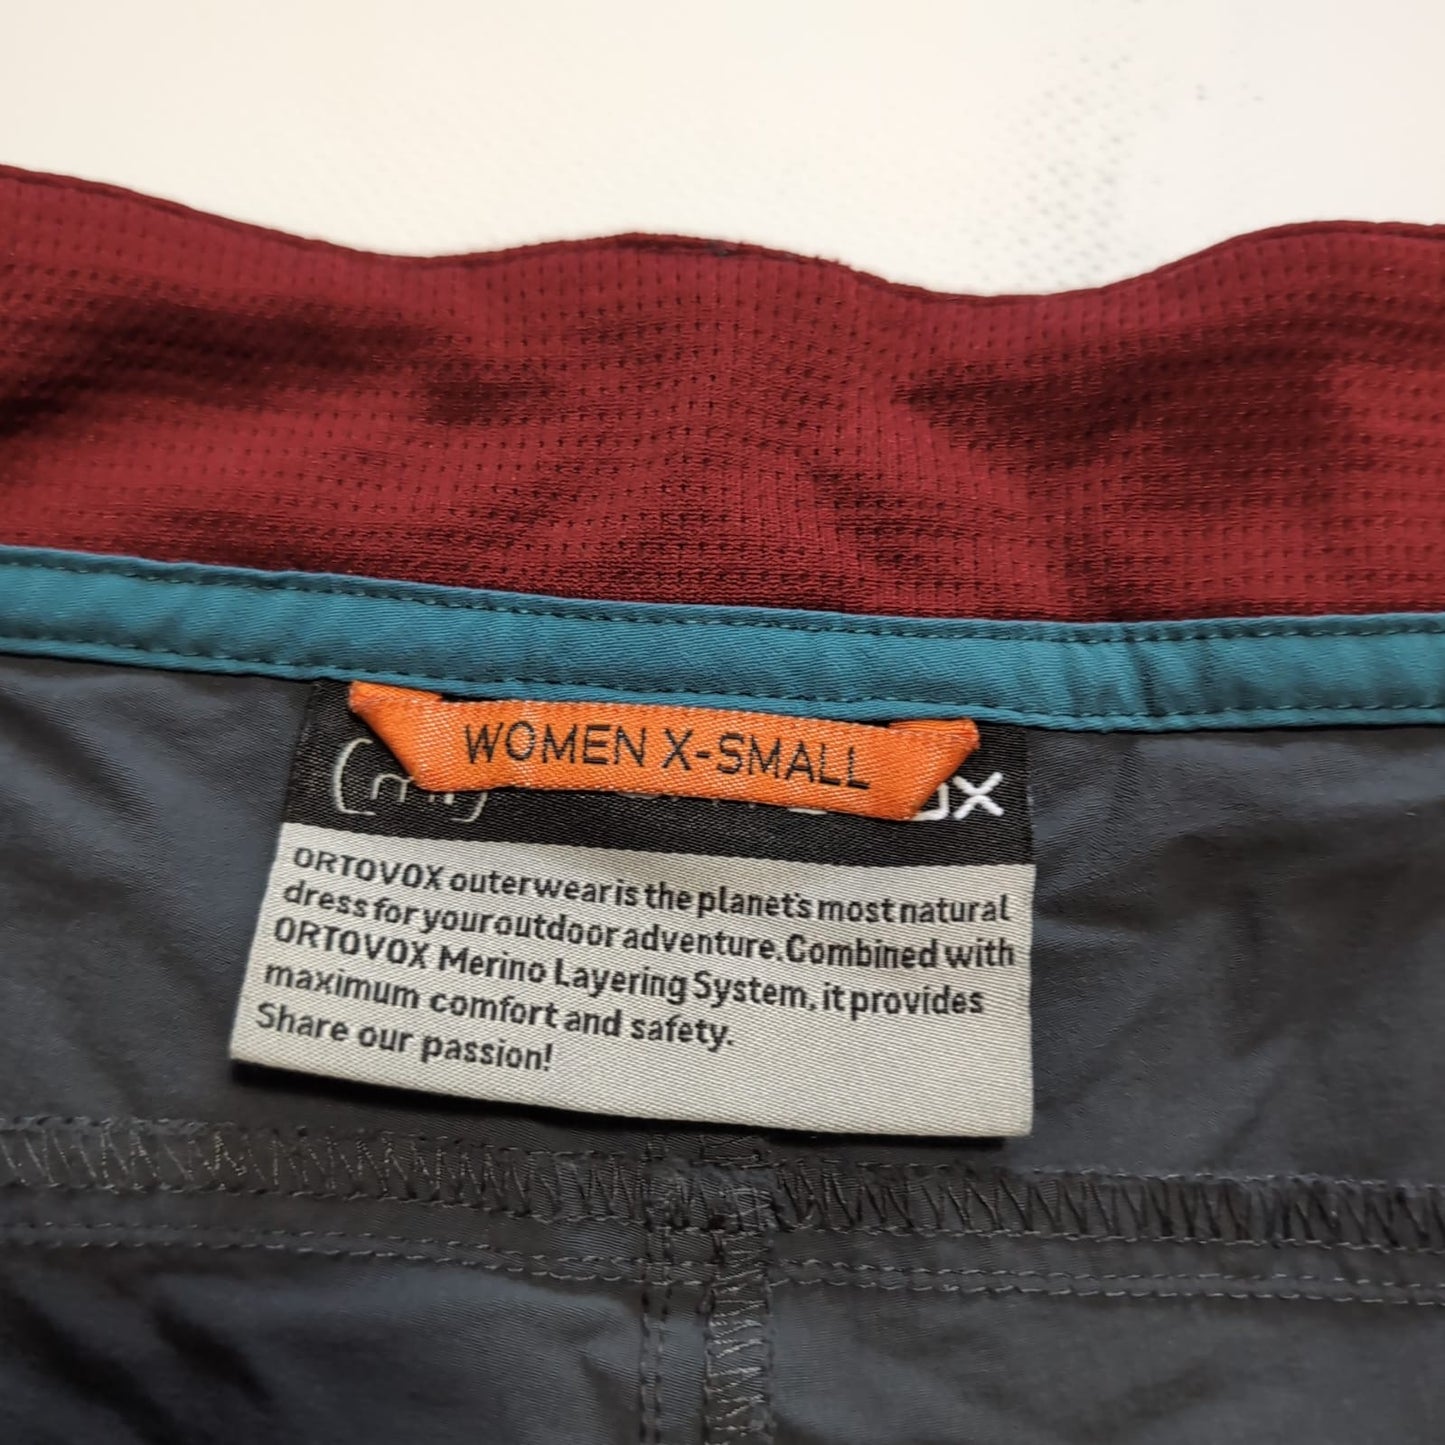 WOMEN X-SMALL
ORTOVOX outerwear is the planet's most natural
dress for your outdoor adventure. Combined with
ORTOVOX Merino Layering System, it provides
maximum comfort and safety.
Share our passion!